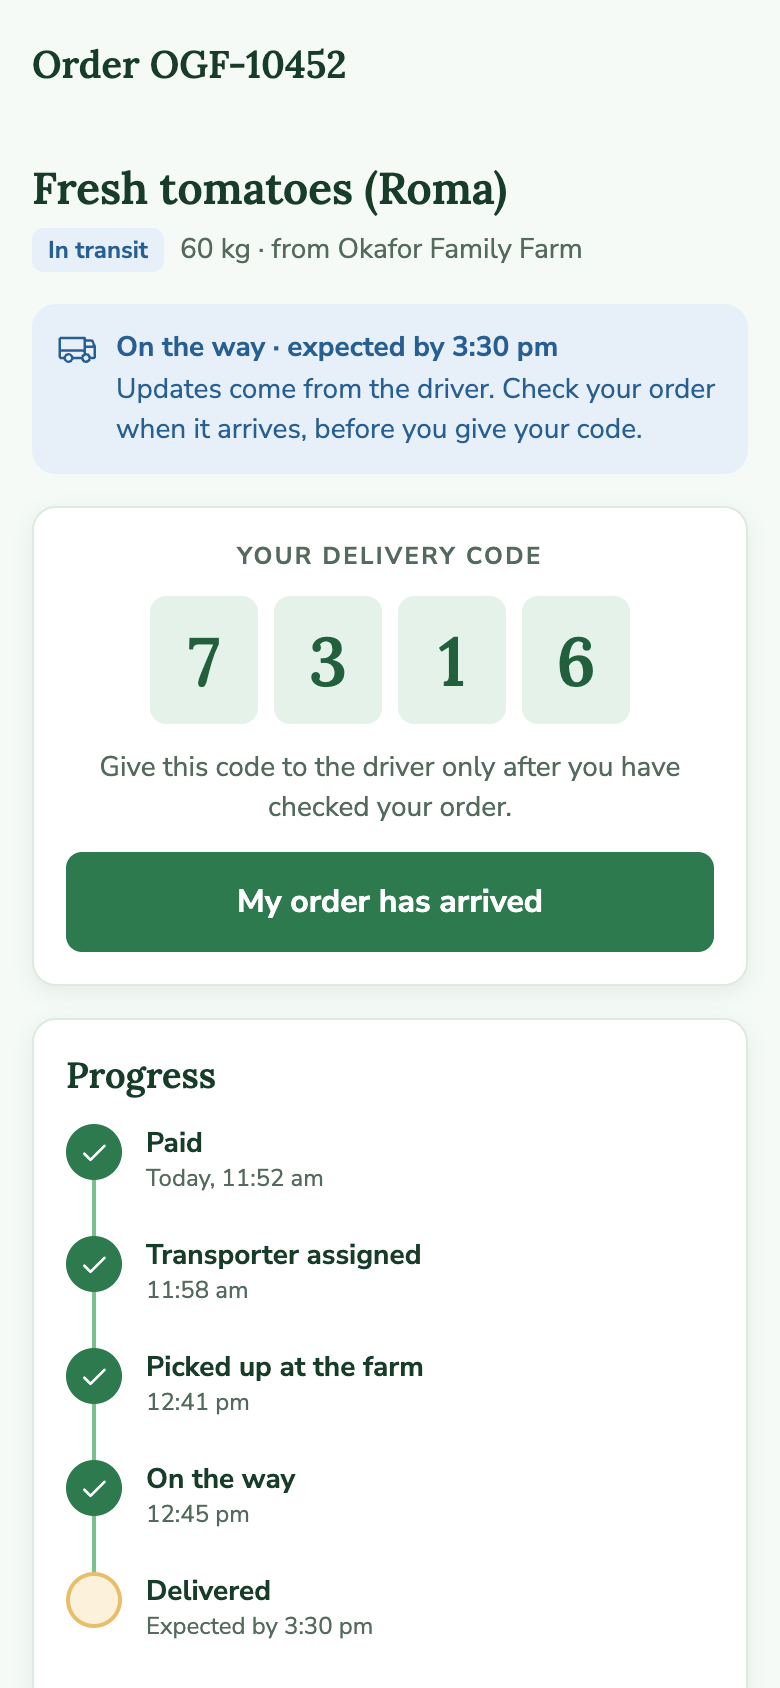 Order OGF-10452
Fresh tomatoes (Roma)
In transit 60 kg · from Okafor Family Farm
On the way · expected by 3:30 pm
Updates come from the driver. Check your order
when it arrives, before you give your code.
YOUR DELIVERY CODE
7 3 1 6
Give this code to the driver only after you have
checked your order.
My order has arrived
Progress
Paid
Today, 11:52 am
Transporter assigned
11:58 am
Picked up at the farm
12:41 pm
On the way
12:45 pm
Delivered
Expected by 3:30 pm